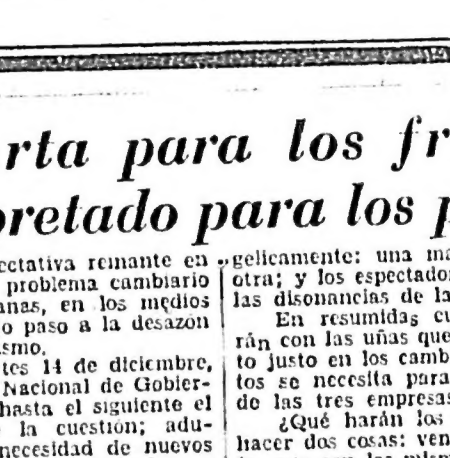 rta para los fr
pretado para los p
ectativa remante en
problema cambiario
anas, en los medios
o paso a la desazón
smo.
tes 14 de diciembre,
Nacional de Gobier-
hasta el siguiente el
la cuestión; adu-
necesidad de nuevos
gelicamente: una ma
otra; y los espectado
las disonancias de la
En resumidas cu
rán con las uñas que
to justo en los camb
tos se necesita para
de las tres empresas
¿Qué harán los
hacer dos cosas: ven